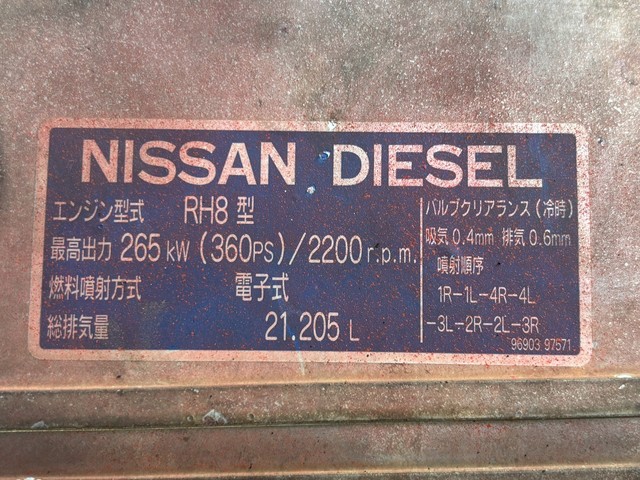 NISSAN DIESEL
エンジン型式 RH8 型
最高出力 265 kW (360PS) / 2200 r.p.m.
燃料噴射方式 電子式
総排気量 21.205 L
バルブクリアランス (冷時)
吸気 0.4mm 排気 0.6mm
噴射順序
1R-1L-4R-4L
-3L-2R-2L-3R
96903 97571